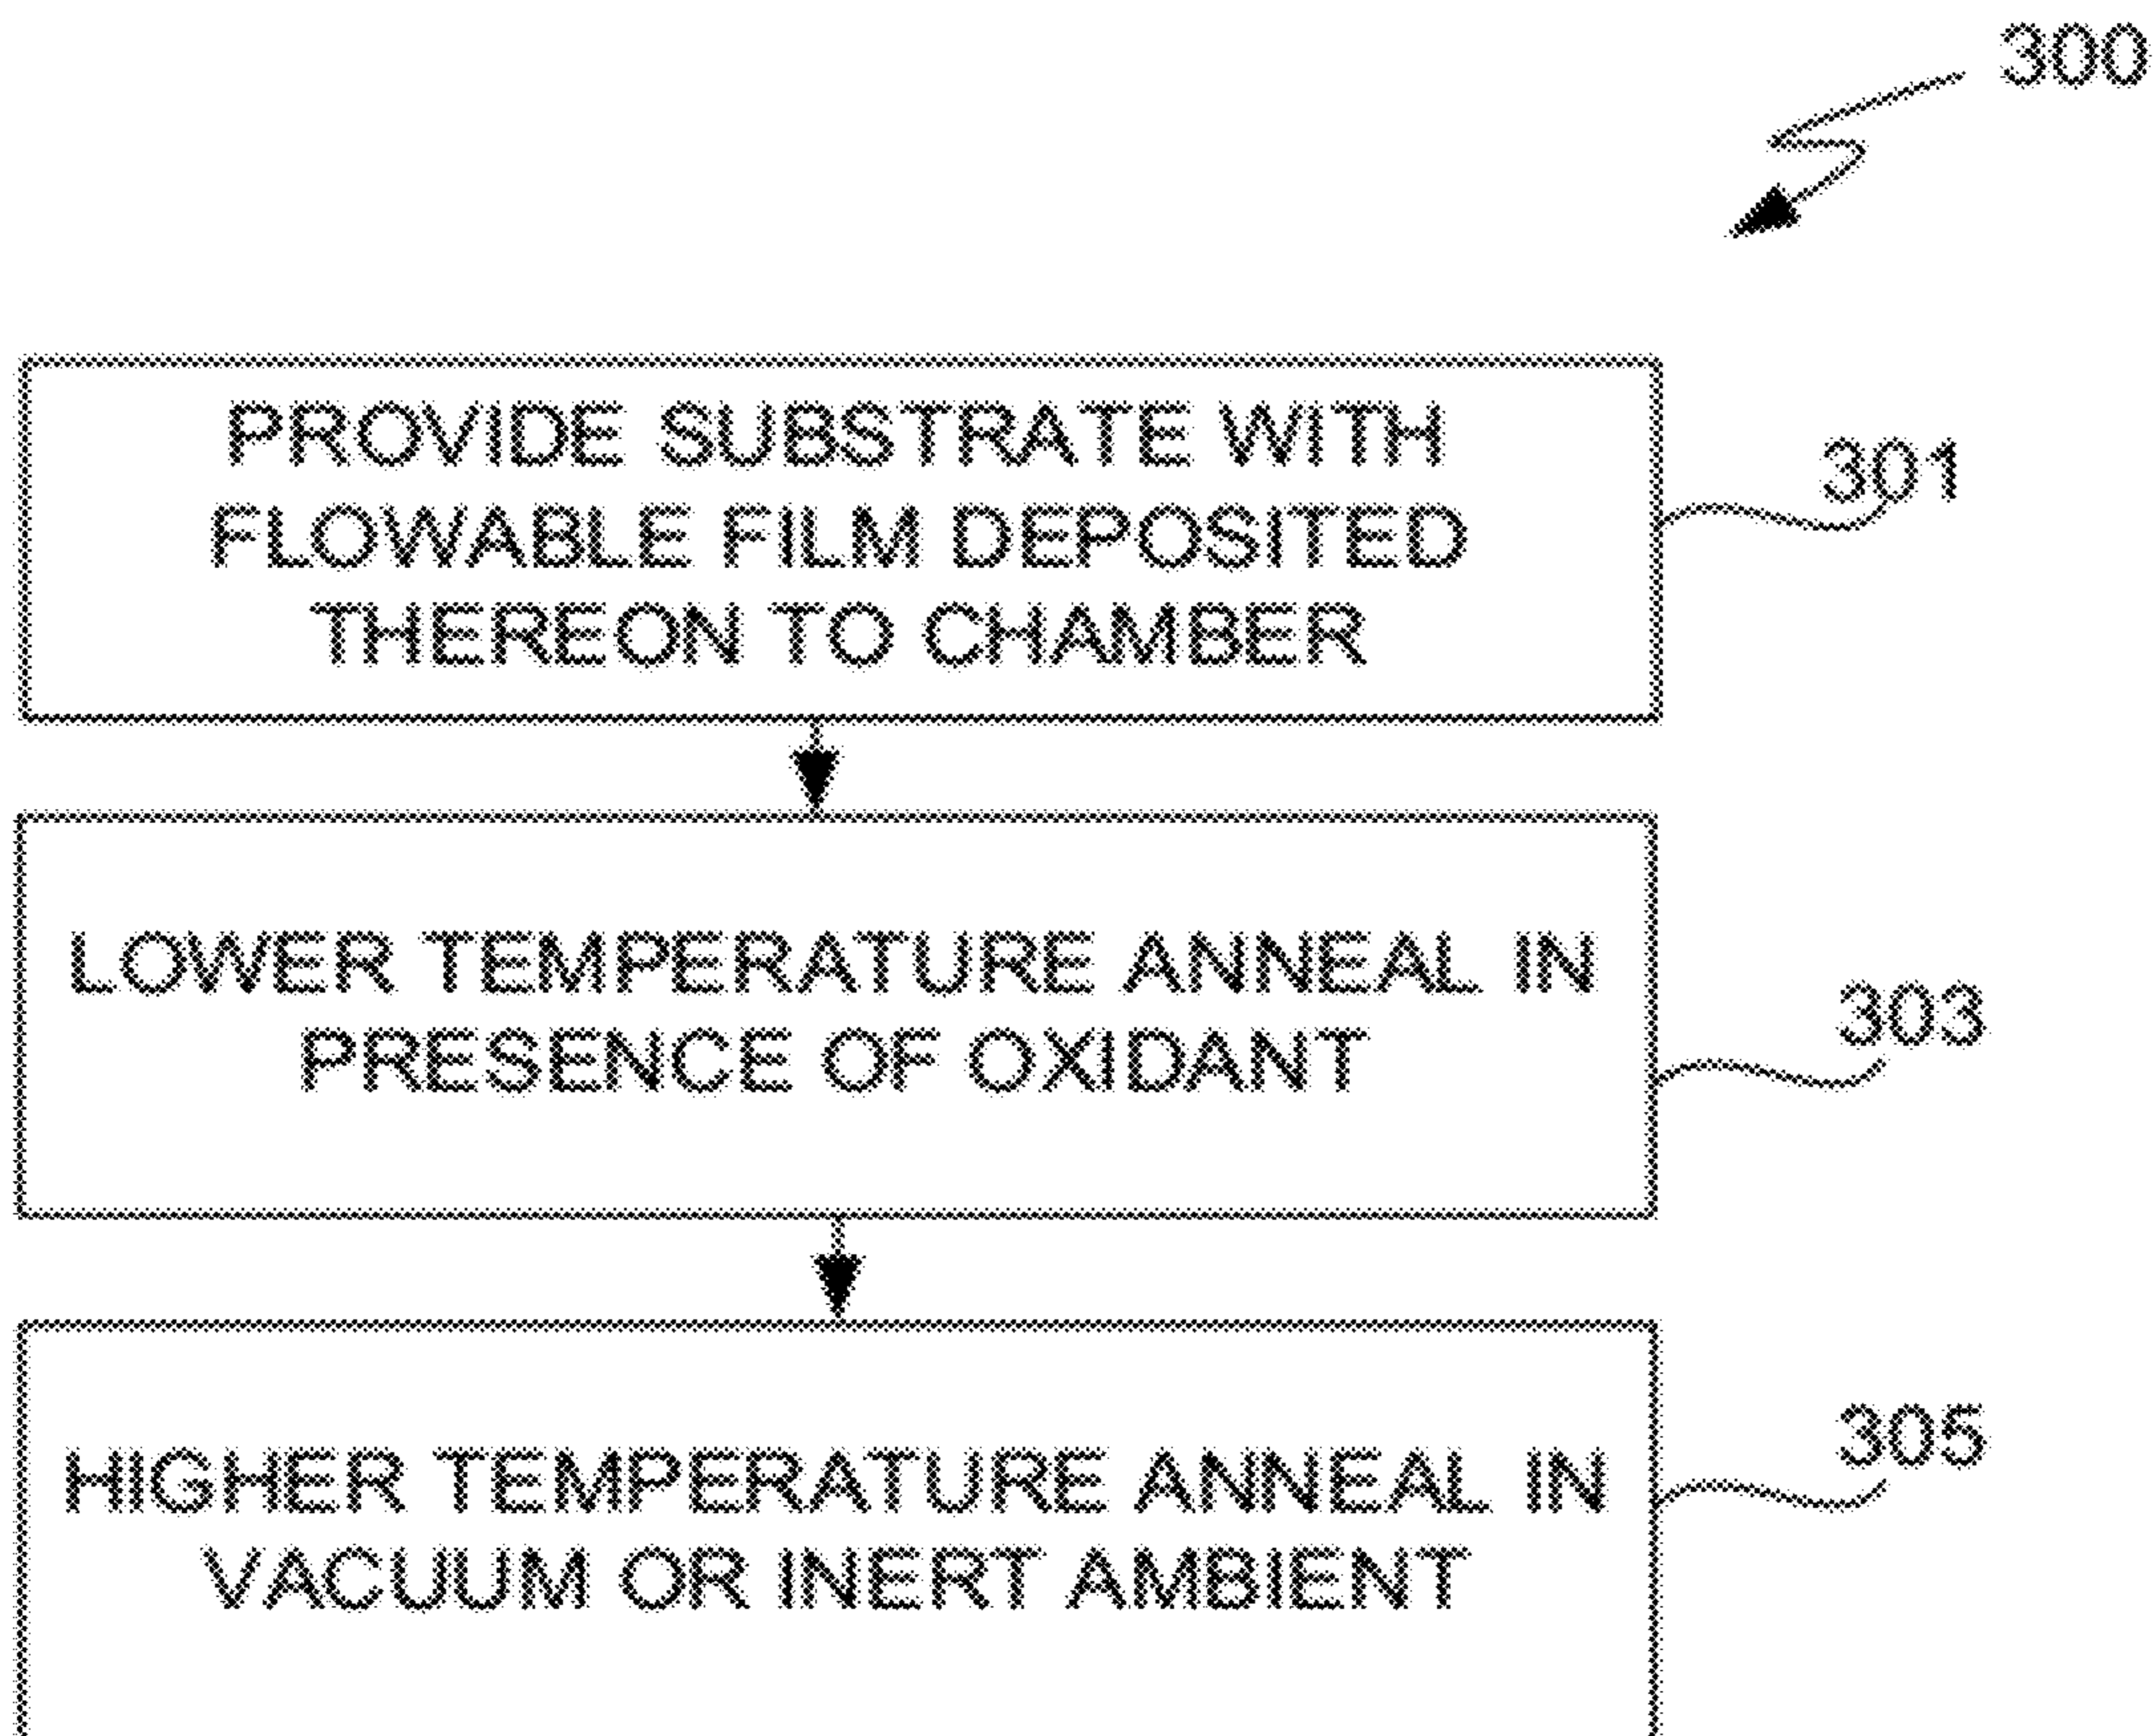 300
PROVIDE SUBSTRATE WITH
FLOWABLE FILM DEPOSITED
THEREON TO CHAMBER
301
LOWER TEMPERATURE ANNEAL IN
PRESENCE OF OXIDANT
303
HIGHER TEMPERATURE ANNEAL IN
VACUUM OR INERT AMBIENT
305